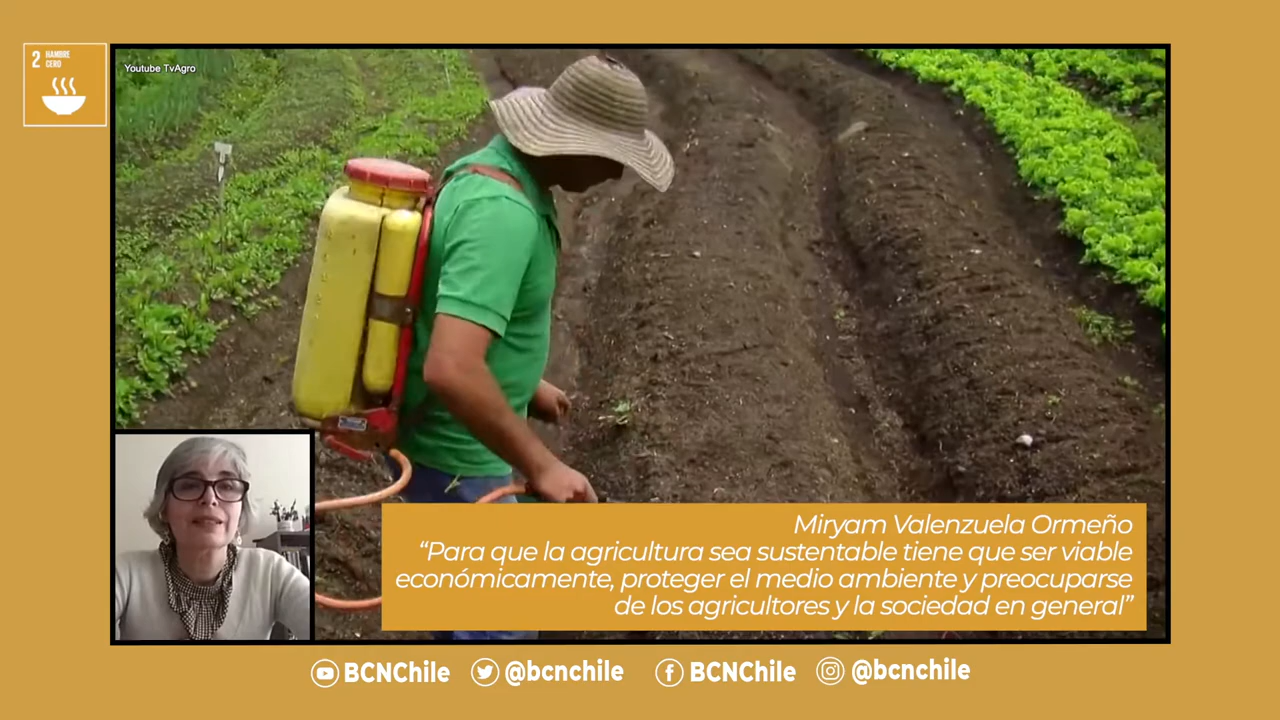 2 HAMBRE
CERO
Youtube TvAgro
Miryam Valenzuela Ormeño
“Para que la agricultura sea sustentable tiene que ser viable
económicamente, proteger el medio ambiente y preocuparse
de los agricultores y la sociedad en general”
BCNChile @bcnchile BCNChile @bcnchile